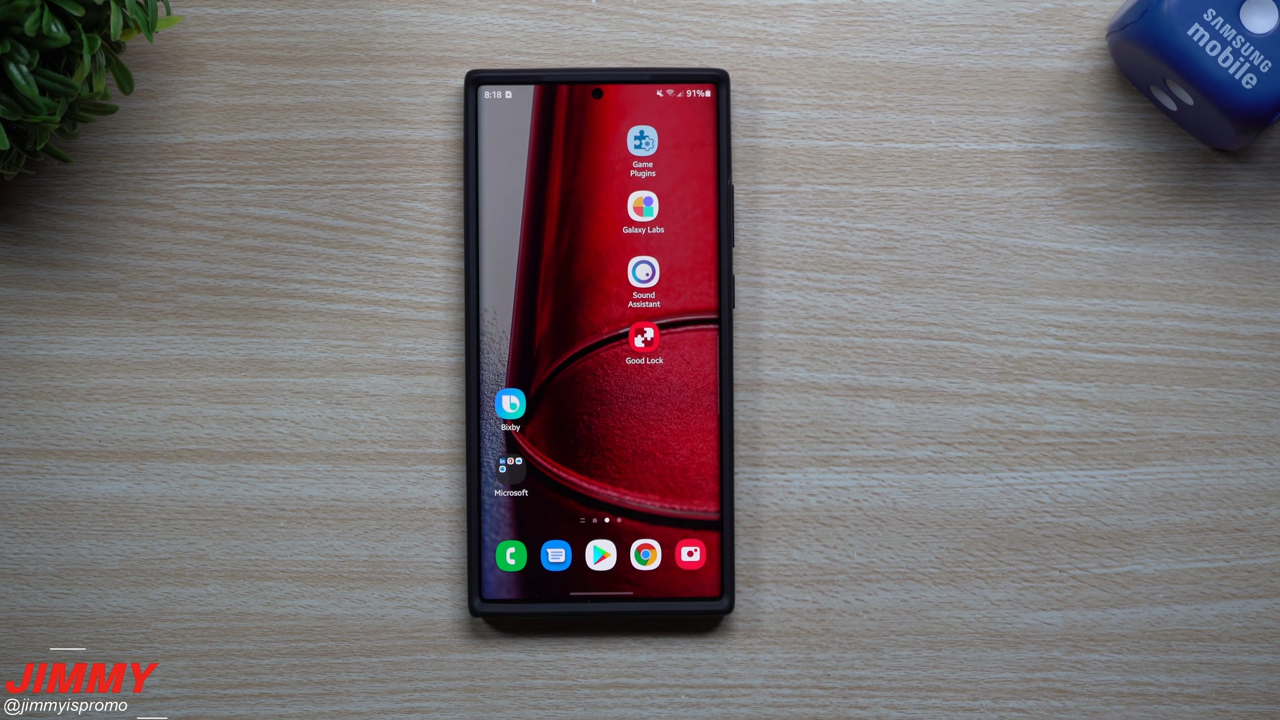 SAMSUNG
mobile
8:18
91%
Game
Plugins
Galaxy Labs
Sound
Assistant
Good Lock
Bixby
Microsoft
JIMMY
@jimmyispromo